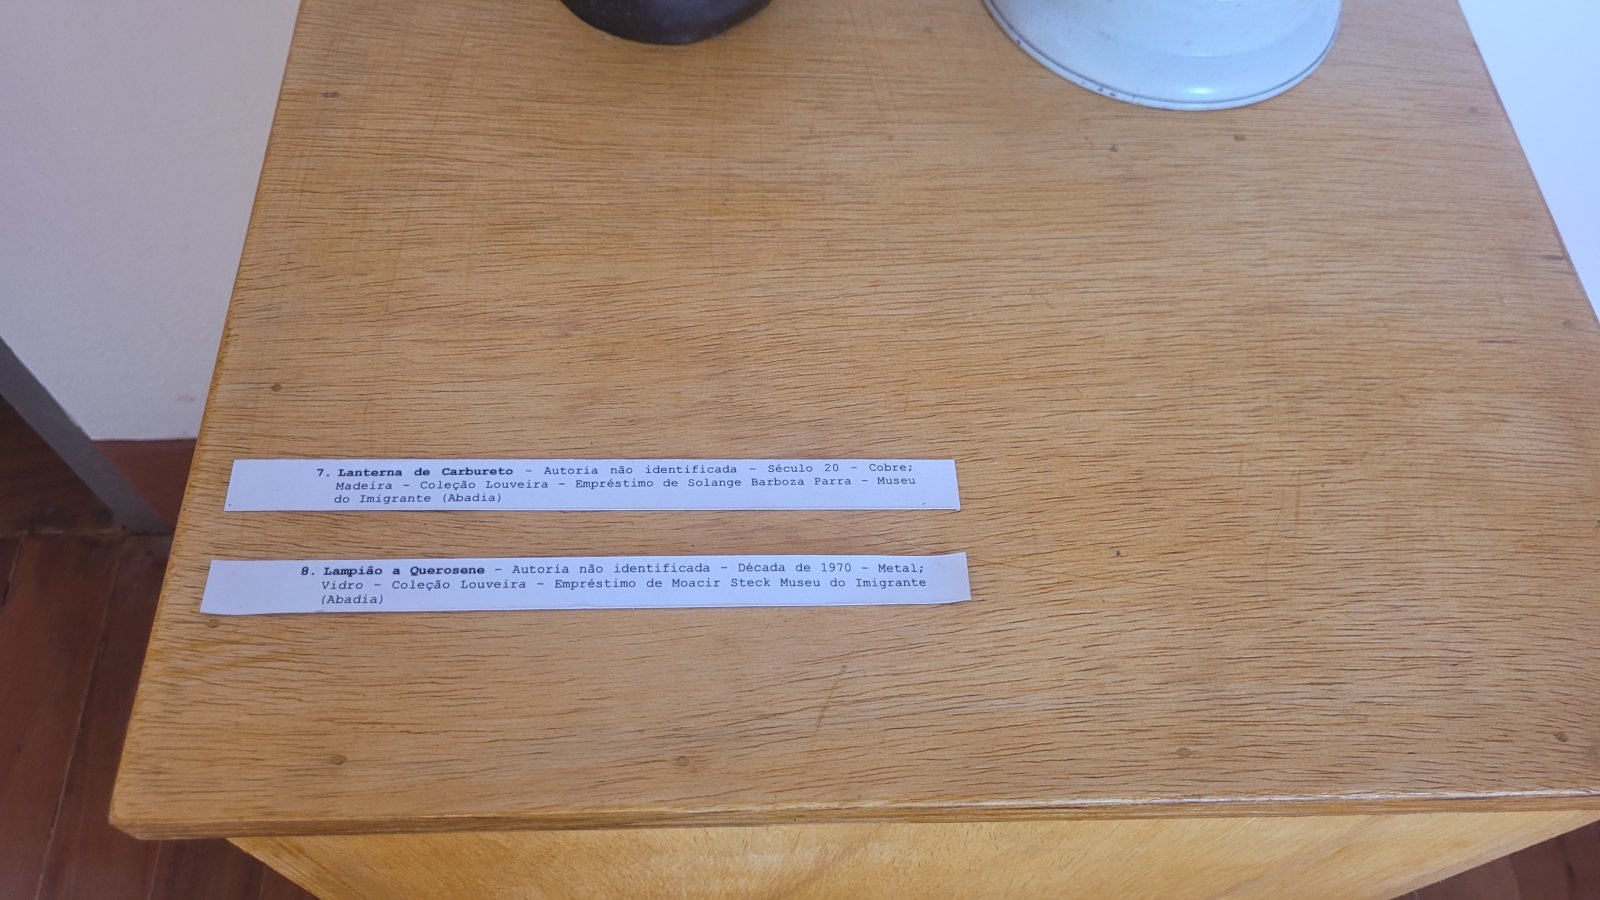 7. Lanterna de Carbureto - Autoria não identificada - Século 20 - Cobre;
Madeira - Coleção Louveira - Empréstimo de Solange Barboza Parra - Museu
do Imigrante (Abadia)
8. Lampião a Querosene - Autoria não identificada - Década de 1970 - Metal;
Vidro - Coleção Louveira - Empréstimo de Moacir Steck Museu do Imigrante
(Abadia)